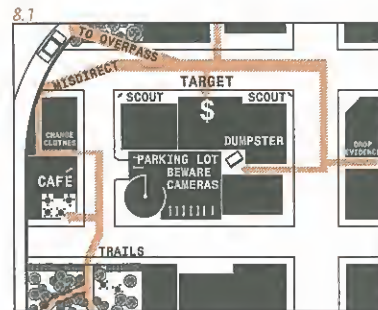 8.1
TO OVERPASS
MISDIRECT
TARGET
SCOUT
SCOUT
$
CHANGE
CLOTHES
DUMPSTER
DROP
EVIDENCE
PARKING LOT
BEWARE
CAMERAS
CAFÉ
TRAILS